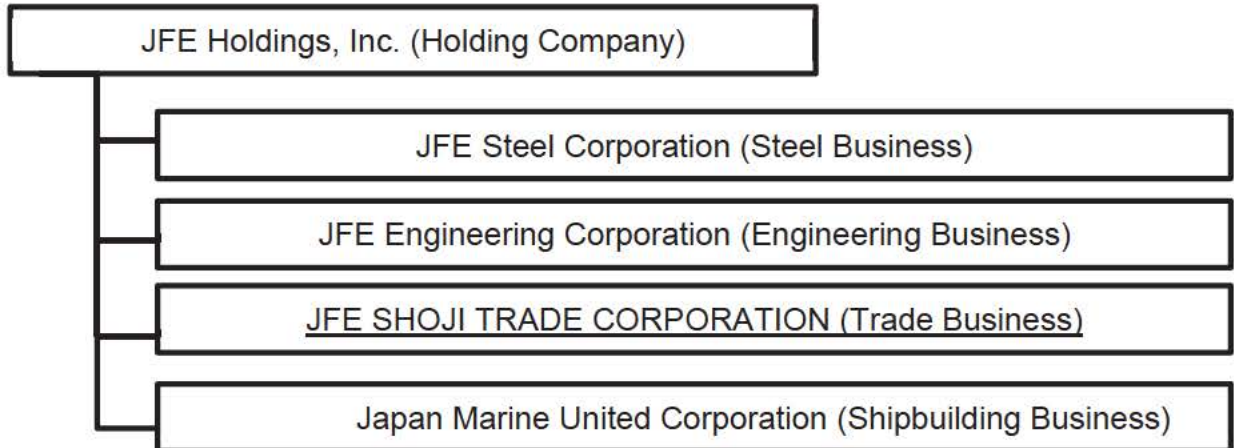 JFE Holdings, Inc. (Holding Company)
JFE Steel Corporation (Steel Business)
JFE Engineering Corporation (Engineering Business)
JFE SHOJI TRADE CORPORATION (Trade Business)
Japan Marine United Corporation (Shipbuilding Business)